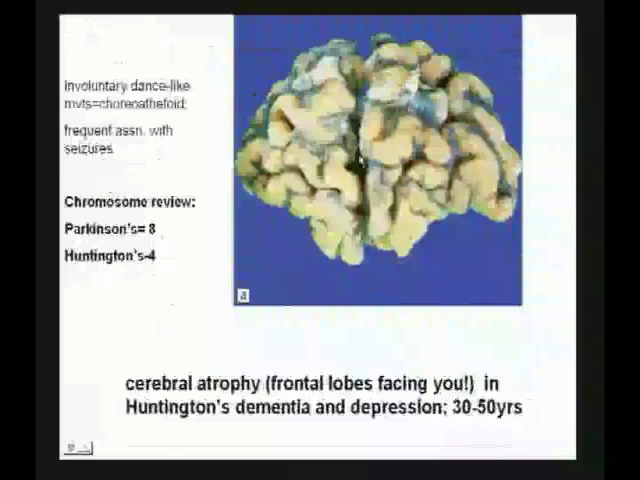 involuntary dance-like
mvts=choreoathetoid;
frequent assn. with
seizures
Chromosome review:
Parkinson's= 8
Huntington's-4
a
cerebral atrophy (frontal lobes facing you!) in
Huntington's dementia and depression; 30-50yrs